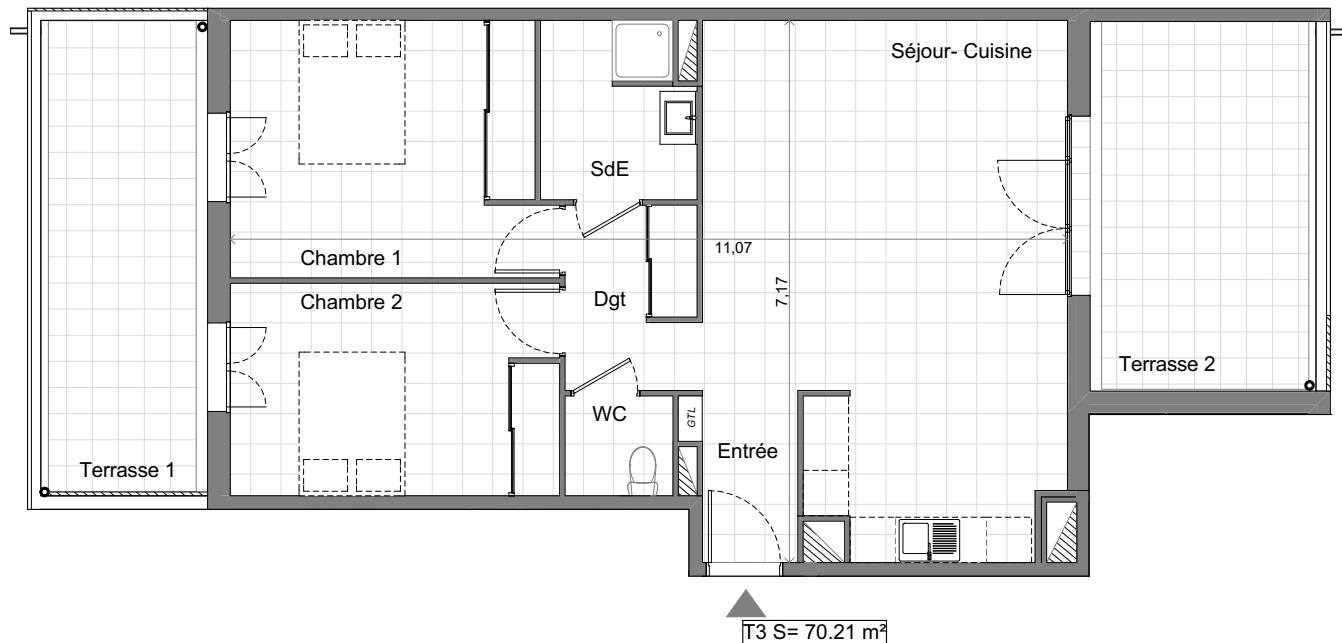 Séjour- Cuisine
SdE
11,07
Chambre 1
7,17
Chambre 2
Dgt
Terrasse 2
WC
GTL
Entrée
Terrasse 1
T3 S= 70.21 m²